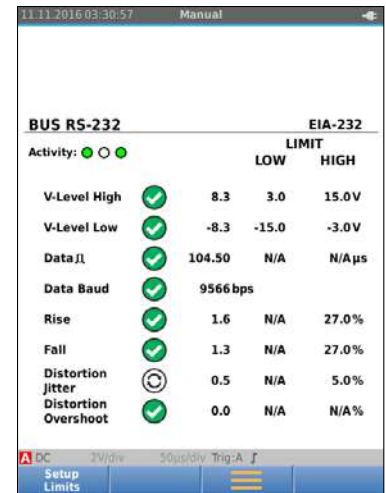 11.11.2016 03:30:57 Manual
BUS RS-232 EIA-232
Activity: LIMIT
LOW HIGH
V-Level High 8.3 3.0 15.0 V
V-Level Low -8.3 -15.0 -3.0 V
Data 104.50 N/A N/A µs
Data Baud 9566 bps
Rise 1.6 N/A 27.0 %
Fall 1.3 N/A 27.0 %
Distortion
Jitter 0.5 N/A 5.0 %
Distortion
Overshoot 0.0 N/A N/A %
A DC 2V/div 50µs/div Trig:A
Setup
Limits